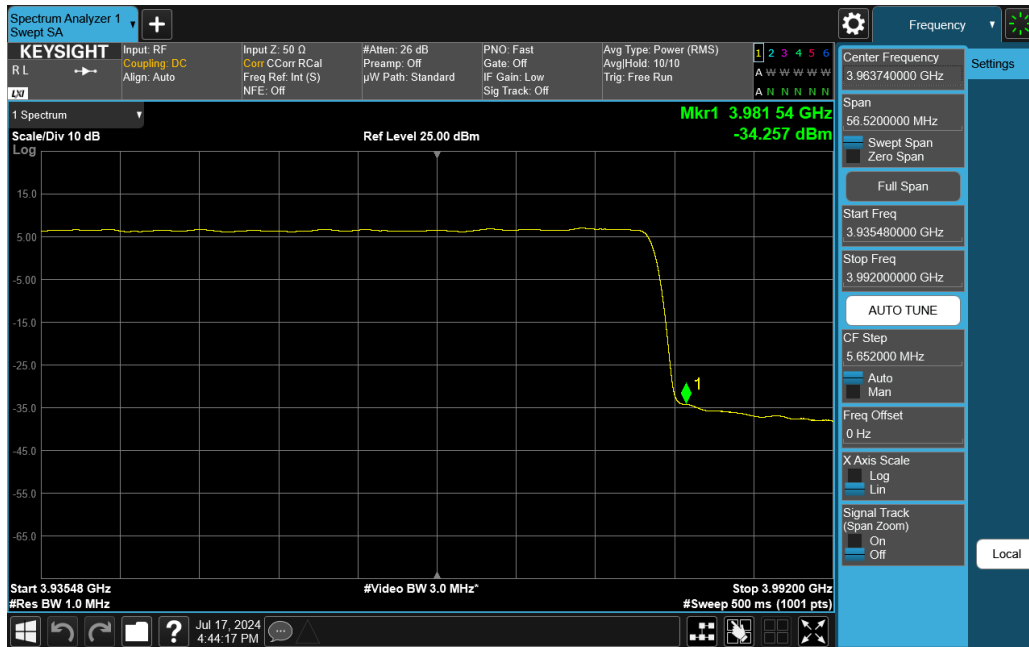 Spectrum Analyzer 1
Swept SA
+
Frequency
KEYSIGHT
R L
LXI
Input: RF
Coupling: DC
Align: Auto
Input Z: 50 Ω
Corr CCorr RCal
Freq Ref: Int (S)
NFE: Off
#Atten: 26 dB
Preamp: Off
µW Path: Standard
PNO: Fast
Gate: Off
IF Gain: Low
Sig Track: Off
Avg Type: Power (RMS)
Avg|Hold: 10/10
Trig: Free Run
1 2 3 4 5 6
A W W W W W
A N N N N N
1 Spectrum
Scale/Div 10 dB
Log
Ref Level 25.00 dBm
Mkr1 3.981 54 GHz
-34.257 dBm
15.0
5.00
-5.00
-15.0
-25.0
-35.0
-45.0
-55.0
-65.0
1
Start 3.93548 GHz
#Res BW 1.0 MHz
#Video BW 3.0 MHz*
Stop 3.99200 GHz
#Sweep 500 ms (1001 pts)
Jul 17, 2024
4:44:17 PM
?
Center Frequency
3.963740000 GHz
Span
56.5200000 MHz
Swept Span
Zero Span
Full Span
Start Freq
3.935480000 GHz
Stop Freq
3.992000000 GHz
AUTO TUNE
CF Step
5.652000 MHz
Auto
Man
Freq Offset
0 Hz
X Axis Scale
Log
Lin
Signal Track
(Span Zoom)
On
Off
Settings
Local